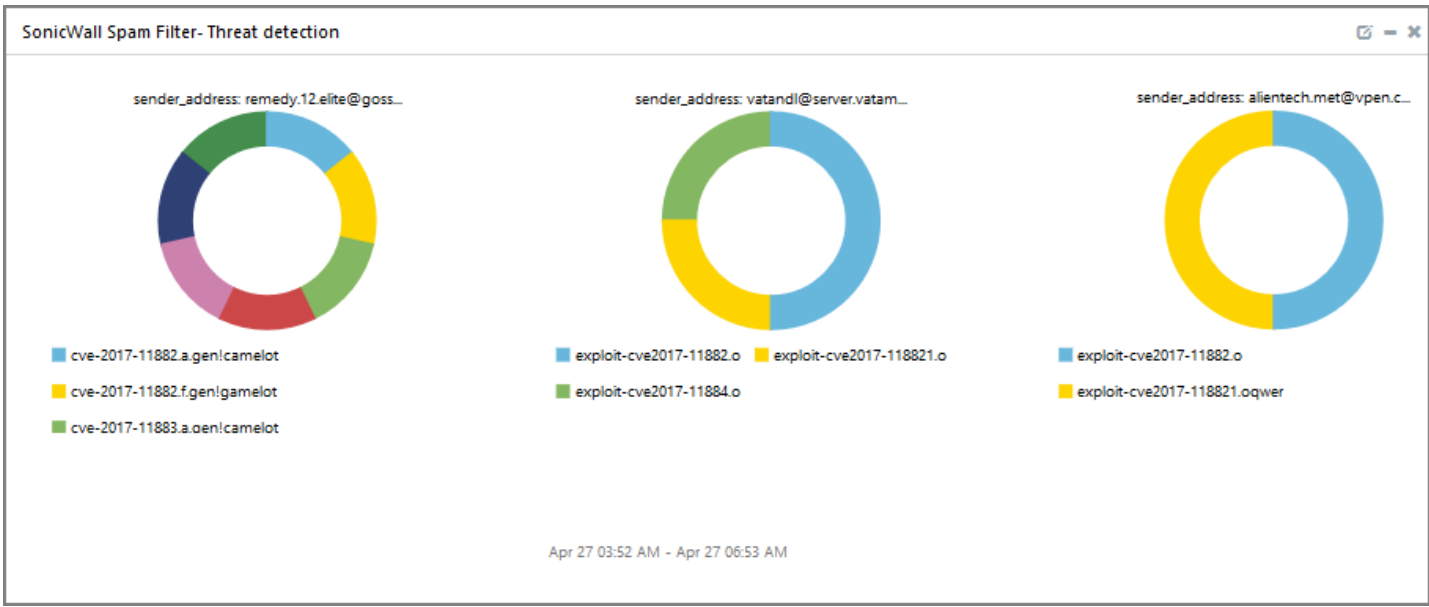 SonicWall Spam Filter- Threat detection
sender_address: remedy.12.elite@goss...
sender_address: vatandl@server.vatam...
sender_address: alientech.met@vpen.c...
cve-2017-11882.a.gen!camelot
cve-2017-11882.f.gen!gamelot
cve-2017-11883.a.gen!camelot
exploit-cve2017-11882.o exploit-cve2017-118821.o
exploit-cve2017-11884.o
exploit-cve2017-11882.o
exploit-cve2017-118821.oqwer
Apr 27 03:52 AM - Apr 27 06:53 AM